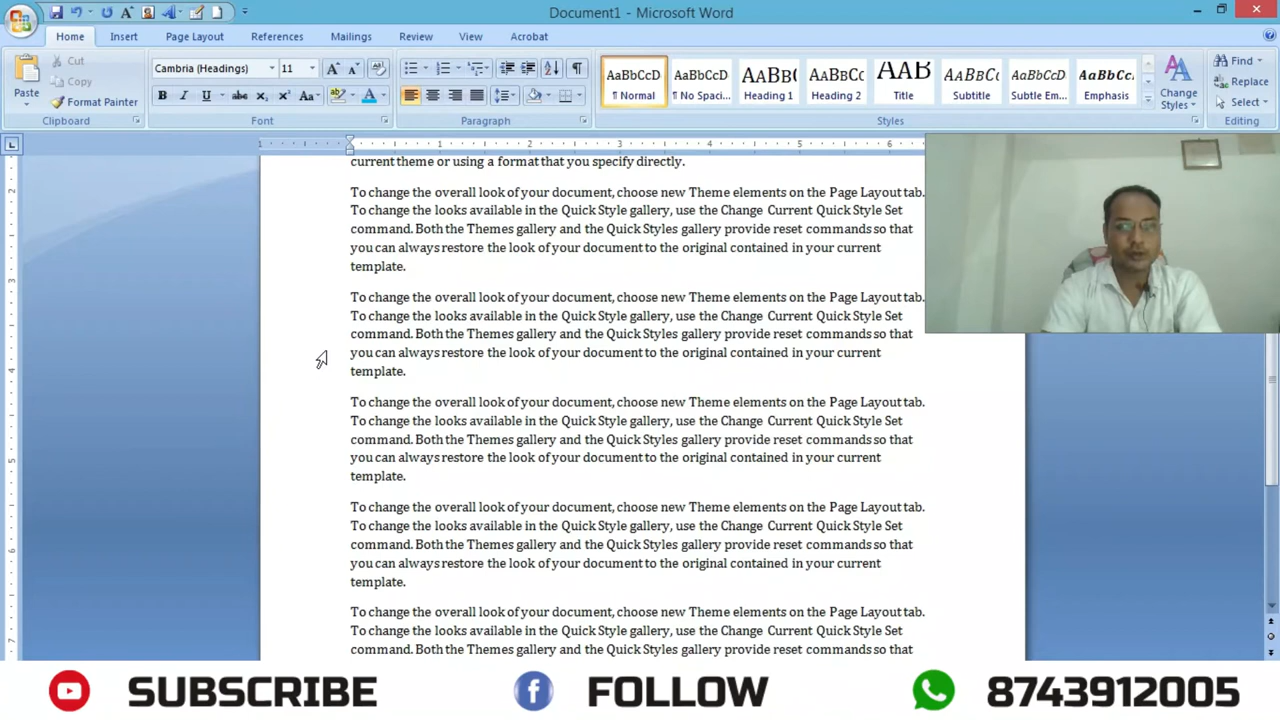 Document1 - Microsoft Word
Home Insert Page Layout References Mailings Review View Acrobat
Paste
Cut
Copy
Format Painter
Clipboard
Cambria (Headings) 11
Font
Paragraph
AaBbCcD AaBbCcD AaBb( AaBbCc AAB AaBbCc AaBbCcD AaBbCc
¶ Normal ¶ No Spaci... Heading 1 Heading 2 Title Subtitle Subtle Em... Emphasis
Change
Styles
Styles
Find
Replace
Select
Editing
current theme or using a format that you specify directly.
To change the overall look of your document, choose new Theme elements on the Page Layout tab.
To change the looks available in the Quick Style gallery, use the Change Current Quick Style Set
command. Both the Themes gallery and the Quick Styles gallery provide reset commands so that
you can always restore the look of your document to the original contained in your current
template.
To change the overall look of your document, choose new Theme elements on the Page Layout tab.
To change the looks available in the Quick Style gallery, use the Change Current Quick Style Set
command. Both the Themes gallery and the Quick Styles gallery provide reset commands so that
you can always restore the look of your document to the original contained in your current
template.
To change the overall look of your document, choose new Theme elements on the Page Layout tab.
To change the looks available in the Quick Style gallery, use the Change Current Quick Style Set
command. Both the Themes gallery and the Quick Styles gallery provide reset commands so that
you can always restore the look of your document to the original contained in your current
template.
To change the overall look of your document, choose new Theme elements on the Page Layout tab.
To change the looks available in the Quick Style gallery, use the Change Current Quick Style Set
command. Both the Themes gallery and the Quick Styles gallery provide reset commands so that
you can always restore the look of your document to the original contained in your current
template.
To change the overall look of your document, choose new Theme elements on the Page Layout tab.
To change the looks available in the Quick Style gallery, use the Change Current Quick Style Set
command. Both the Themes gallery and the Quick Styles gallery provide reset commands so that
SUBSCRIBE FOLLOW 8743912005